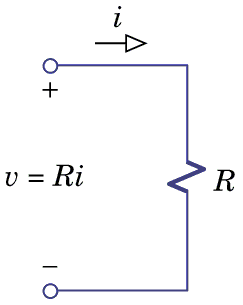 i
+
v = Ri
R
–